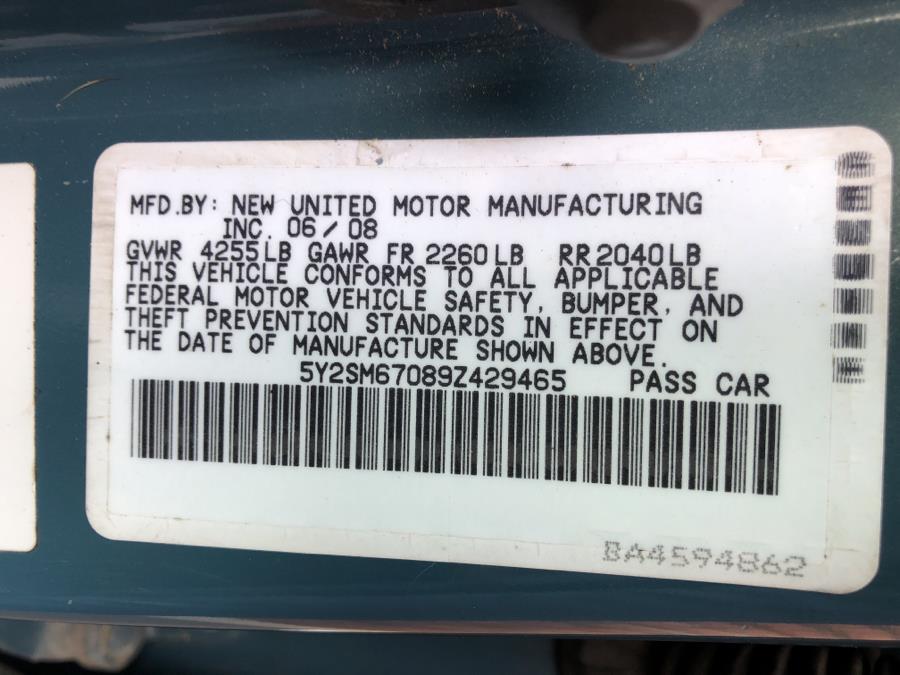 MFD.BY: NEW UNITED MOTOR MANUFACTURING
INC. 06/08
GVWR 4255LB GAWR FR 2260LB RR2040LB
THIS VEHICLE CONFORMS TO ALL APPLICABLE
FEDERAL MOTOR VEHICLE SAFETY, BUMPER, AND
THEFT PREVENTION STANDARDS IN EFFECT ON
THE DATE OF MANUFACTURE SHOWN ABOVE.
5Y2SM67089Z429465 PASS CAR
BA4594862